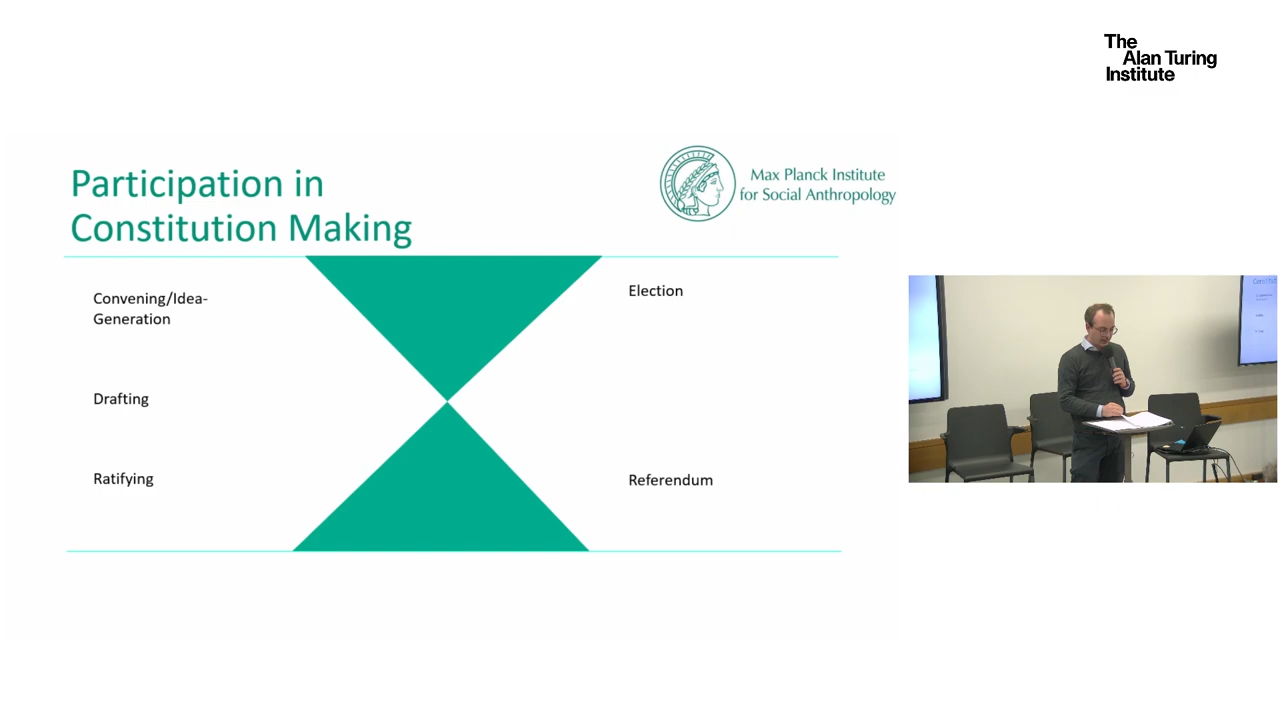 The
Alan Turing
Institute
Participation in
Constitution Making
Max Planck Institute
for Social Anthropology
Convening/Idea-
Generation
Election
Drafting
Ratifying
Referendum